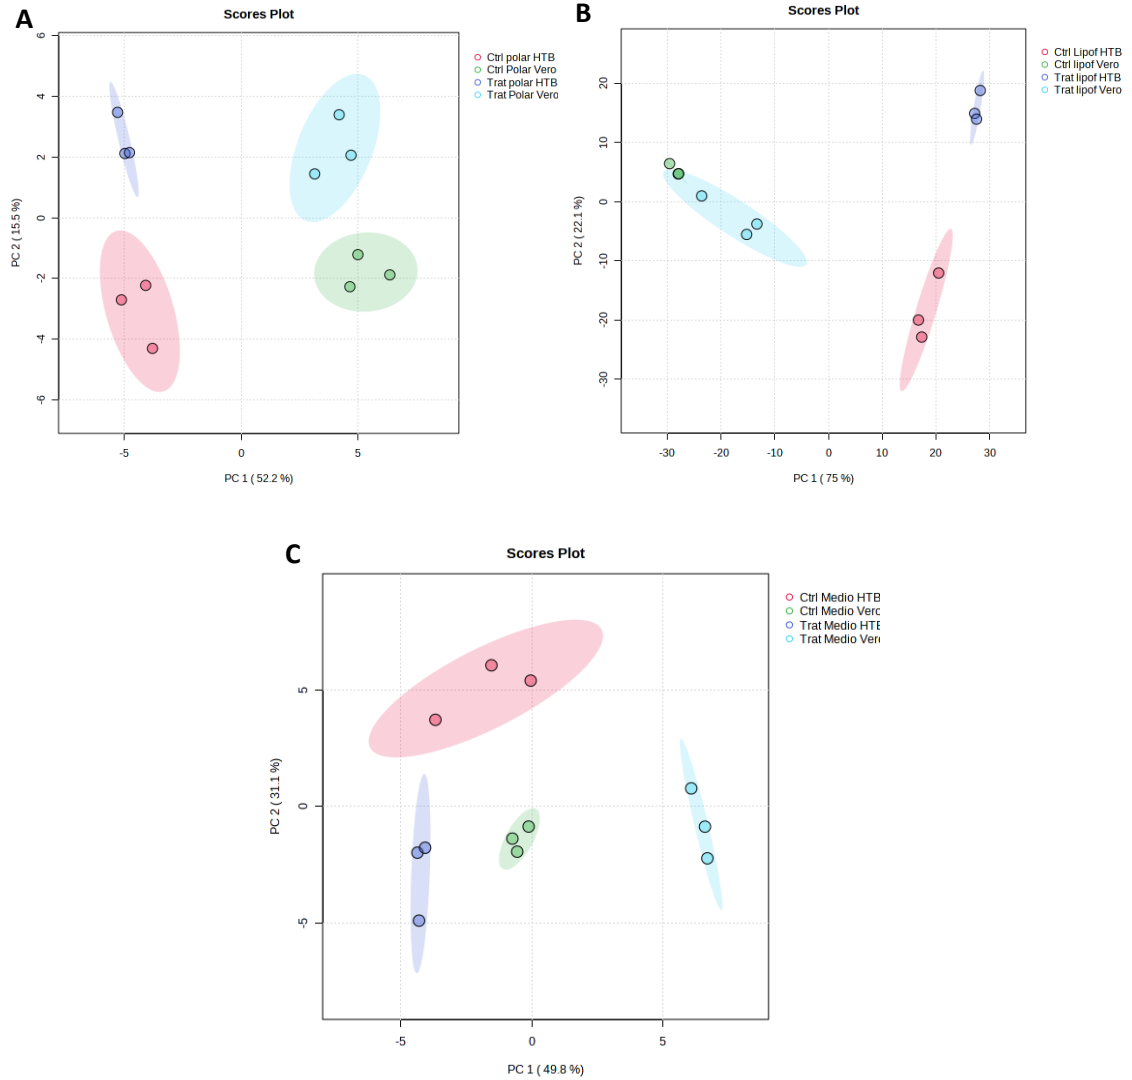 A
Scores Plot
6
4
2
0
-2
-4
-6
PC 2 ( 15.5 %)
-5
0
5
PC 1 ( 52.2 %)
Ctrl polar HTB
Ctrl Polar Vero
Trat polar HTB
Trat Polar Vero
B
Scores Plot
20
10
0
-10
-20
-30
PC 2 ( 22.1 %)
-30
-20
-10
0
10
20
30
PC 1 ( 75 %)
Ctrl Lipof HTB
Ctrl lipof Vero
Trat lipof HTB
Trat lipof Vero
C
Scores Plot
5
0
-5
PC 2 ( 31.1 %)
-5
0
5
PC 1 ( 49.8 %)
Ctrl Medio HTB
Ctrl Medio Vero
Trat Medio HTB
Trat Medio Vero